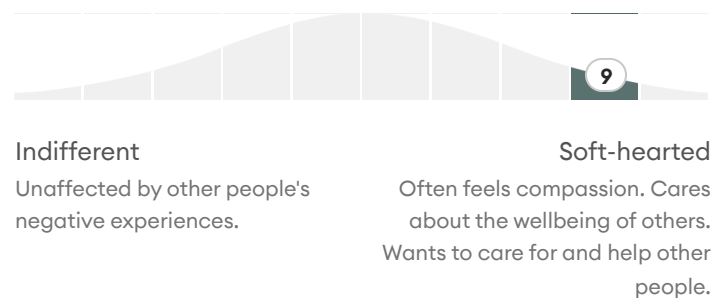 9
Indifferent
Unaffected by other people's
negative experiences.
Soft-hearted
Often feels compassion. Cares
about the wellbeing of others.
Wants to care for and help other
people.